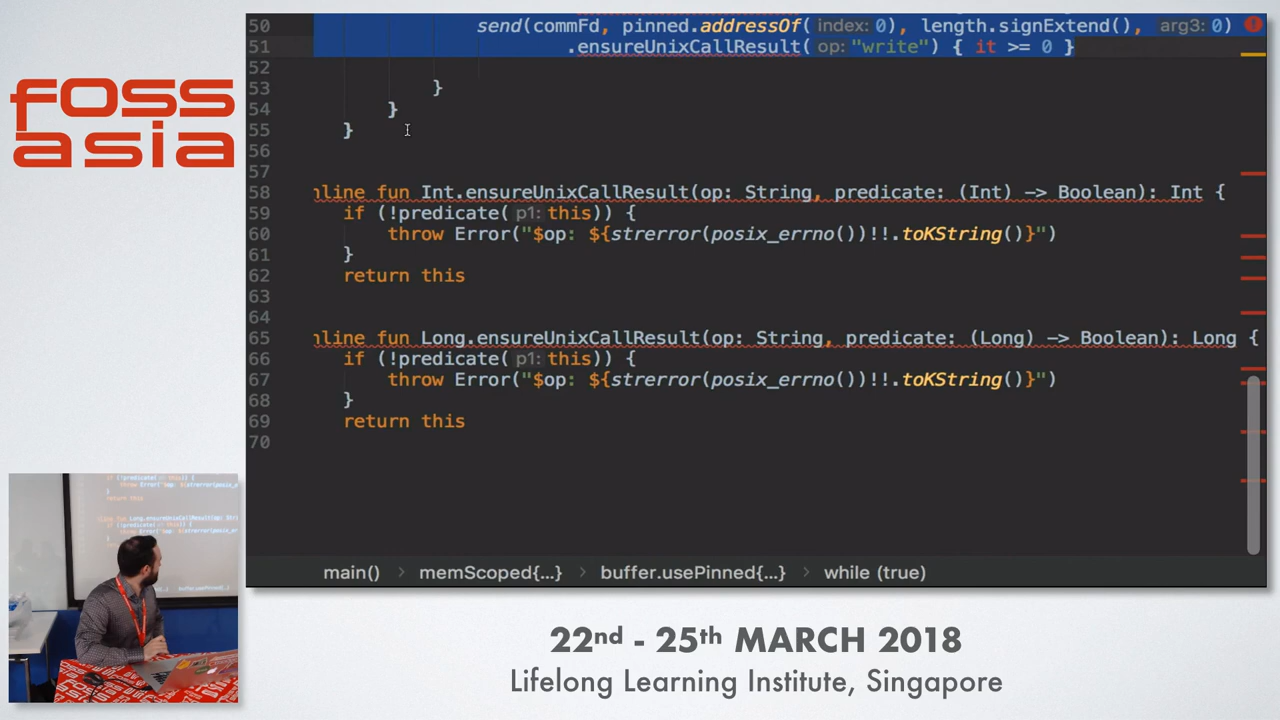 foss
asia
50 send(commFd, pinned.addressOf( index: 0), length.signExtend(), arg3: 0)
51 .ensureUnixCallResult( op: "write") { it >= 0 }
52
53 }
54 }
55 }
56
57
58 nline fun Int.ensureUnixCallResult(op: String, predicate: (Int) -> Boolean): Int {
59 if (!predicate( p1: this)) {
60 throw Error("$op: ${strerror(posix_errno())!!.toKString()}")
61 }
62 return this
63
64
65 nline fun Long.ensureUnixCallResult(op: String, predicate: (Long) -> Boolean): Long {
66 if (!predicate( p1: this)) {
67 throw Error("$op: ${strerror(posix_errno())!!.toKString()}")
68 }
69 return this
70
main() > memScoped{...} > buffer.usePinned{...} > while (true)
22nd - 25th MARCH 2018
Lifelong Learning Institute, Singapore